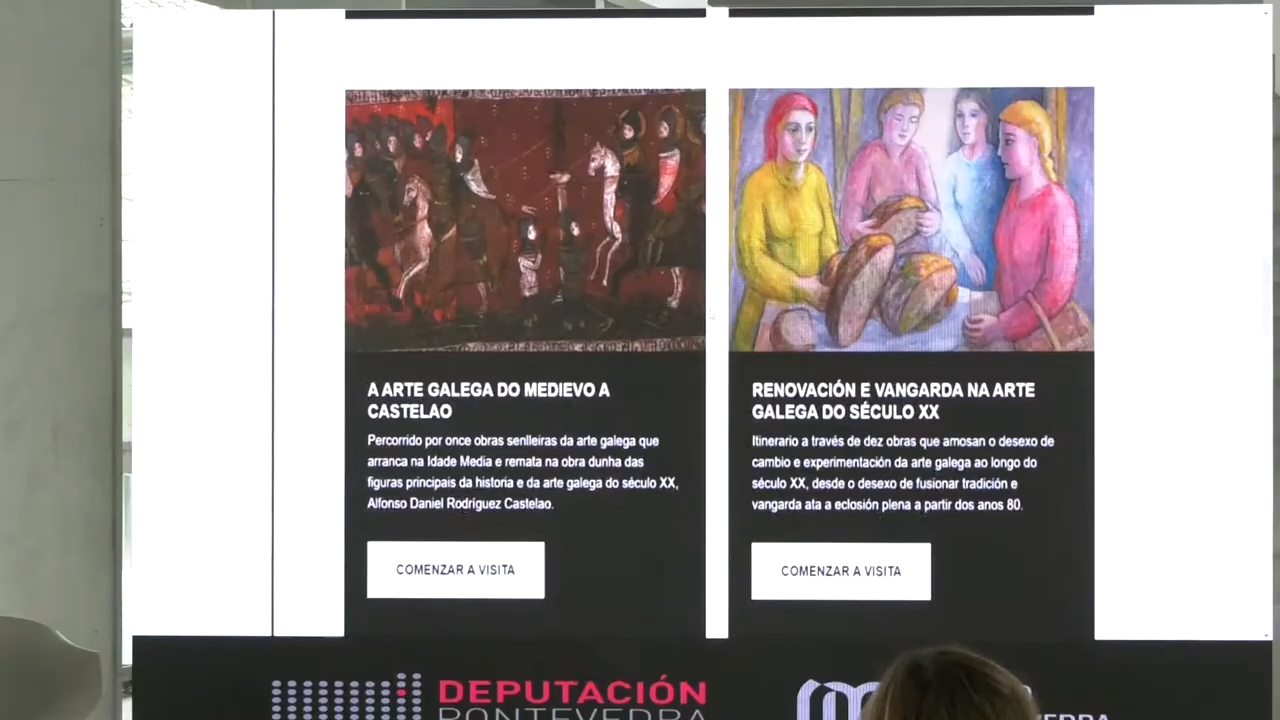 A ARTE GALEGA DO MEDIEVO A
CASTELAO
Percorrido por once obras senlleiras da arte galega que
arranca na Idade Media e remata na obra dunha das
figuras principais da historia e da arte galega do século XX,
Alfonso Daniel Rodríguez Castelao.
COMENZAR A VISITA
RENOVACIÓN E VANGARDA NA ARTE
GALEGA DO SÉCULO XX
Itinerario a través de dez obras que amosan o desexo de
cambio e experimentación da arte galega ao longo do
século XX, desde o desexo de fusionar tradición e
vangarda ata a eclosión plena a partir dos anos 80.
COMENZAR A VISITA
DEPUTACIÓN
PONTEVEDRA